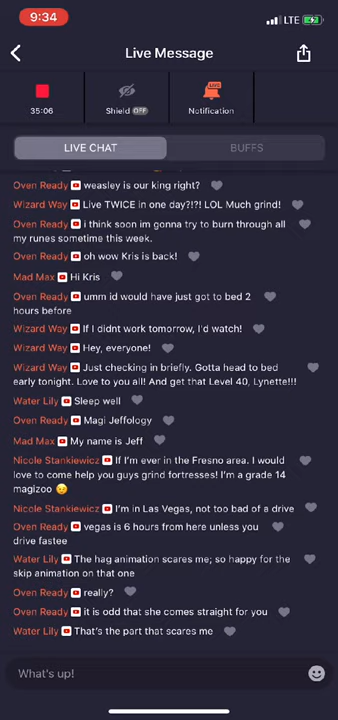 9:34
LTE
Live Message
35:06
Shield OFF
LIVE
Notification
LIVE CHAT
BUFFS
Oven Ready weasley is our king right?
Wizard Way Live TWICE in one day?!?! LOL Much grind!
Oven Ready i think soon im gonna try to burn through all
my runes sometime this week.
Oven Ready oh wow Kris is back!
Mad Max Hi Kris
Oven Ready umm id would have just got to bed 2
hours before
Wizard Way If I didnt work tomorrow, I'd watch!
Wizard Way Hey, everyone!
Wizard Way Just checking in briefly. Gotta head to bed
early tonight. Love to you all! And get that Level 40, Lynette!!!
Water Lily Sleep well
Oven Ready Magi Jeffology
Mad Max My name is Jeff
Nicole Stankiewicz If I'm ever in the Fresno area. I would
love to come help you guys grind fortresses! I'm a grade 14
magizoo 😉
Nicole Stankiewicz I'm in Las Vegas, not too bad of a drive
Oven Ready vegas is 6 hours from here unless you
drive fastee
Water Lily The hag animation scares me; so happy for the
skip animation on that one
Oven Ready really?
Oven Ready it is odd that she comes straight for you
Water Lily That's the part that scares me
What's up!